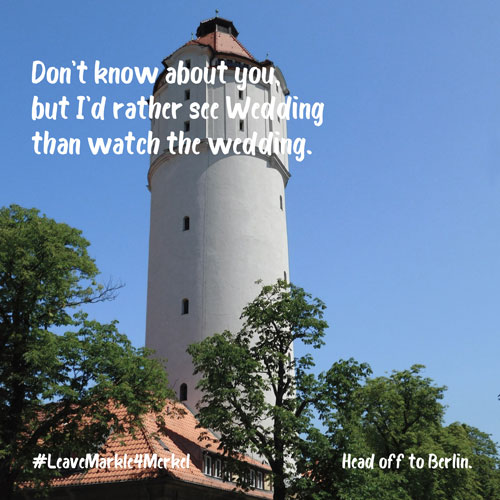 Don't know about you,
but I'd rather see Wedding
than watch the wedding.
#LeaveMarkle4Merkel
Head off to Berlin.